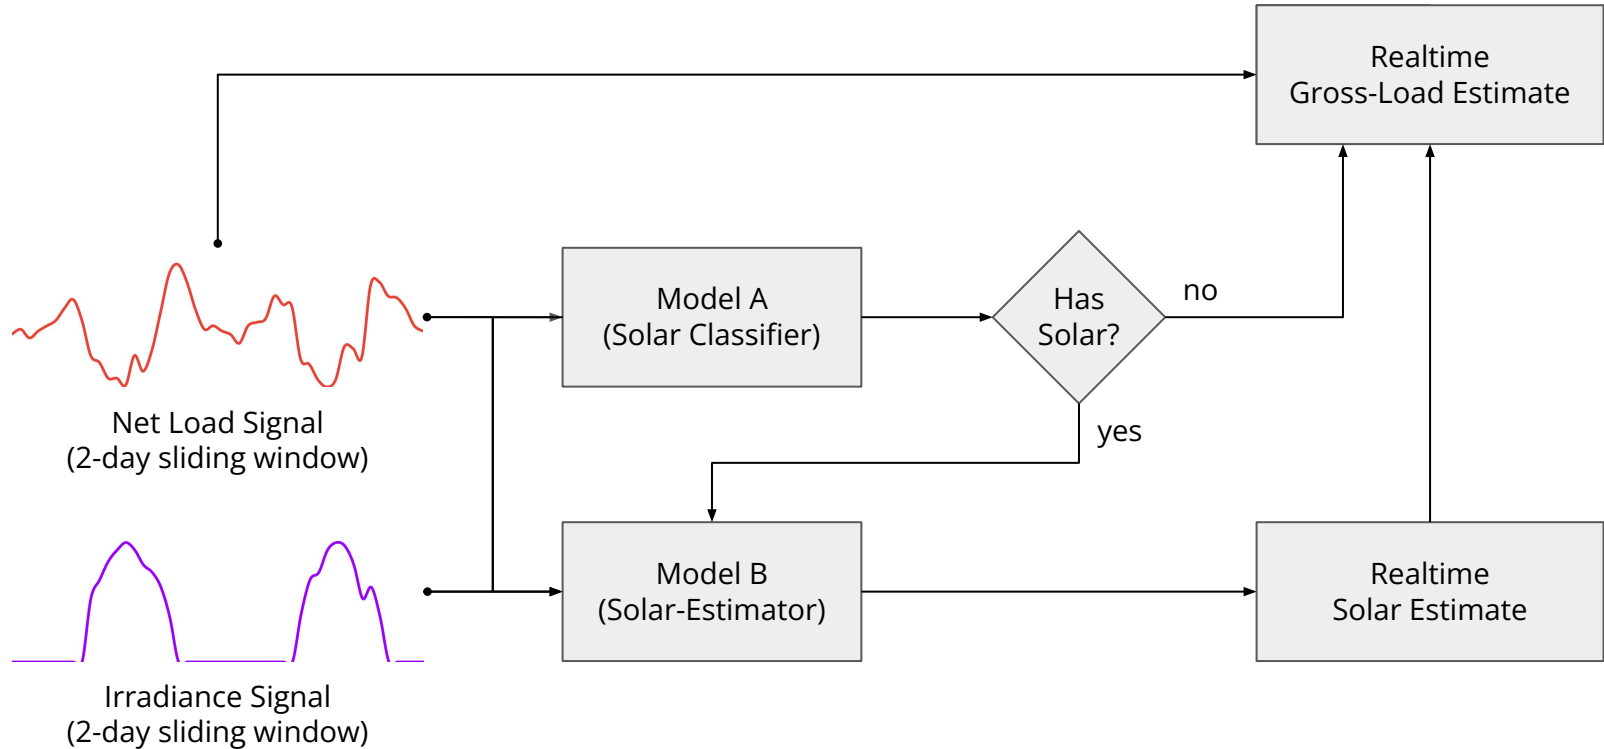 Realtime
Gross-Load Estimate
Model A
(Solar Classifier)
Has
Solar?
no
yes
Net Load Signal
(2-day sliding window)
Model B
(Solar-Estimator)
Realtime
Solar Estimate
Irradiance Signal
(2-day sliding window)